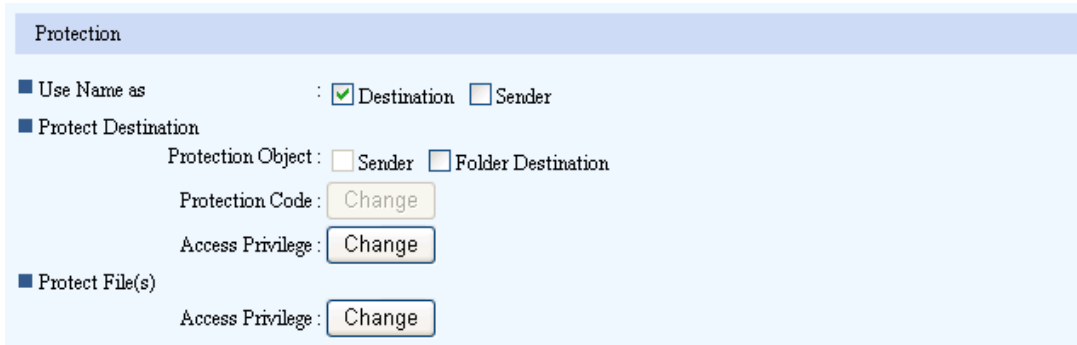 Protection
Use Name as : Destination Sender
Protect Destination
Protection Object : Sender Folder Destination
Protection Code : Change
Access Privilege : Change
Protect File(s)
Access Privilege : Change